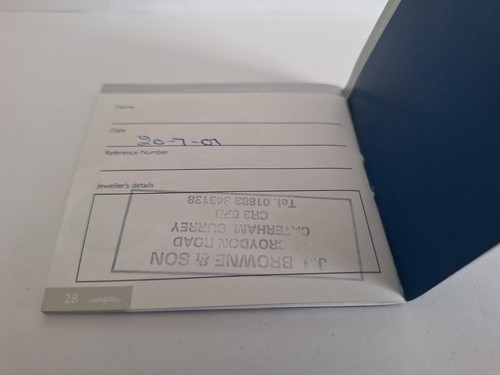 Name
Date 20-7-01
Reference Number
Jeweller's details
J.J BROWNE & SON
CROYDON ROAD
CATERHAM SURREY
CR3 6PD
Tel. 01883 343138
28